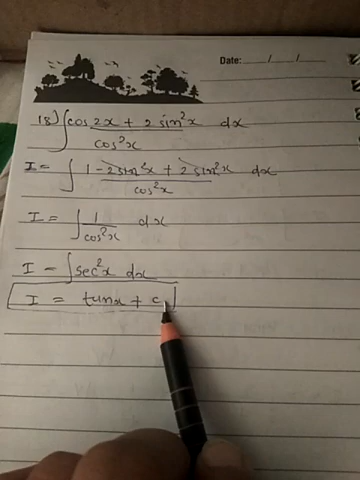 Date: / /
18) ∫ cos 2x + 2 sin²x / cos²x dx
I = ∫ 1 - 2sin²x + 2 sin²x / cos²x dx
I = ∫ 1 / cos²x dx
I = ∫ sec²x dx
I = tanx + c